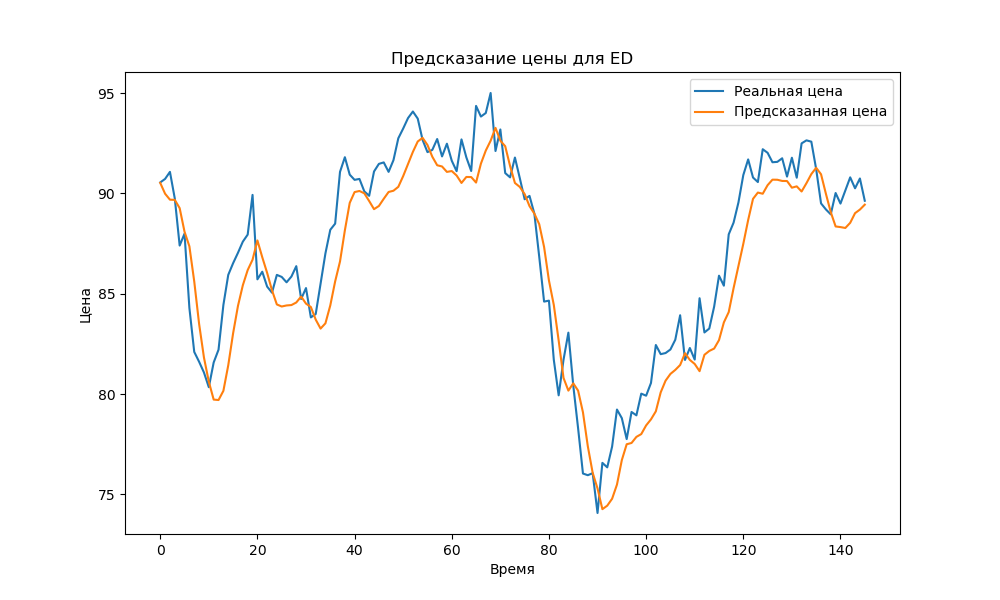 Предсказание цены для ED
Реальная цена
Предсказанная цена
95
90
85
80
75
Цена
0 20 40 60 80 100 120 140
Время